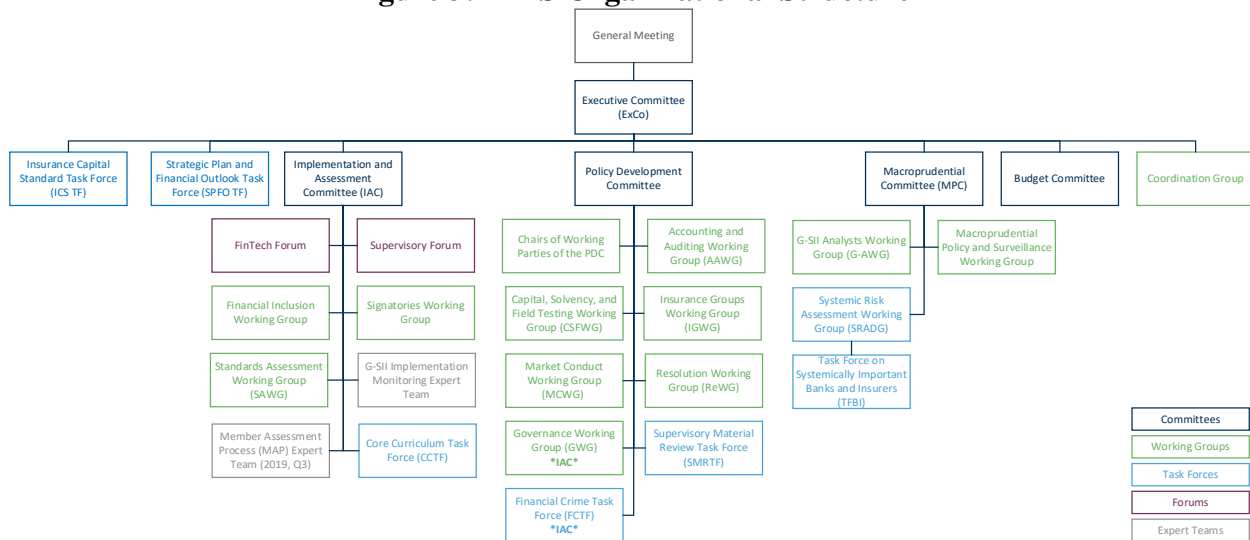 Organizational Structure
General Meeting
Executive Committee
(ExCo)
Insurance Capital
Standard Task Force
(ICS TF)
Strategic Plan and
Financial Outlook Task
Force (SPFO TF)
Implementation and
Assessment
Committee (IAC)
Policy Development
Committee
Macroprudential
Committee (MPC)
Budget Committee
Coordination Group
FinTech Forum
Supervisory Forum
Financial Inclusion
Working Group
Signatories Working
Group
Standards Assessment
Working Group
(SAWG)
G-SII Implementation
Monitoring Expert
Team
Member Assessment
Process (MAP) Expert
Team (2019, Q3)
Core Curriculum Task
Force (CCTF)
Chairs of Working
Parties of the PDC
Accounting and
Auditing Working
Group (AAWG)
Capital, Solvency, and
Field Testing Working
Group (CSFWG)
Insurance Groups
Working Group
(IGWG)
Market Conduct
Working Group
(MCWG)
Resolution Working
Group (ReWG)
Governance Working
Group (GWG)
*IAC*
Supervisory Material
Review Task Force
(SMRTF)
Financial Crime Task
Force (FCTF)
*IAC*
G-SII Analysts Working
Group (G-AWG)
Macroprudential
Policy and Surveillance
Working Group
Systemic Risk
Assessment Working
Group (SRADG)
Task Force on
Systemically Important
Banks and Insurers
(TFBI)
Committees
Working Groups
Task Forces
Forums
Expert Teams